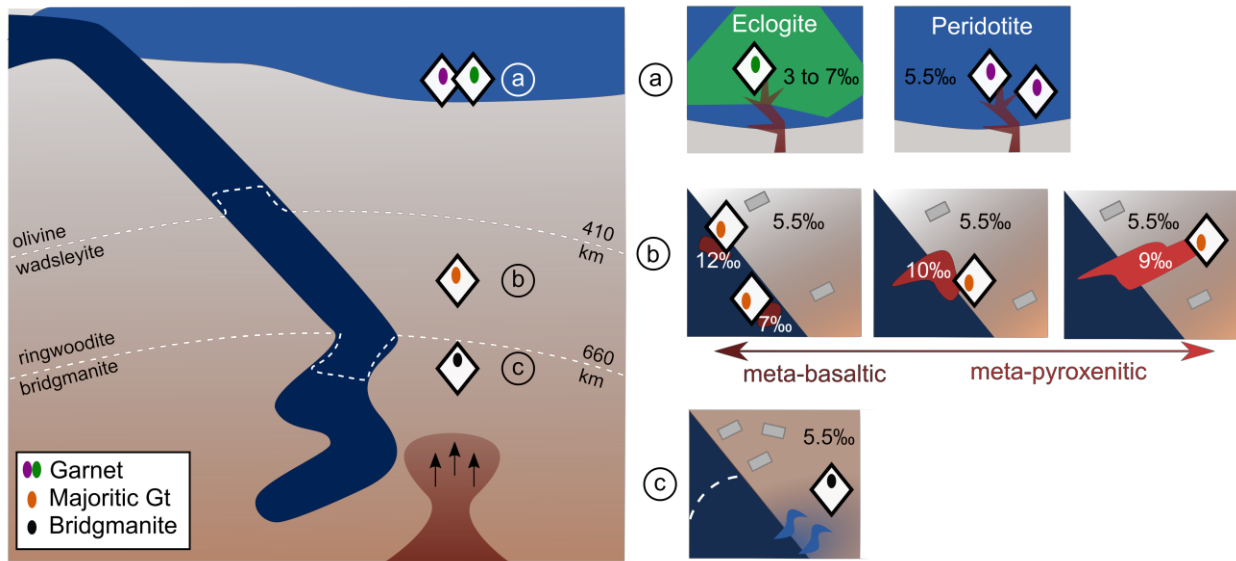 a
olivine
wadsleyite
410
km
b
ringwoodite
bridgmanite
660
km
c
Garnet
Majoritic Gt
Bridgmanite
a
Eclogite
3 to 7‰
Peridotite
5.5‰
b
5.5‰
12‰
7‰
5.5‰
10‰
5.5‰
9‰
meta-basaltic
meta-pyroxenitic
c
5.5‰